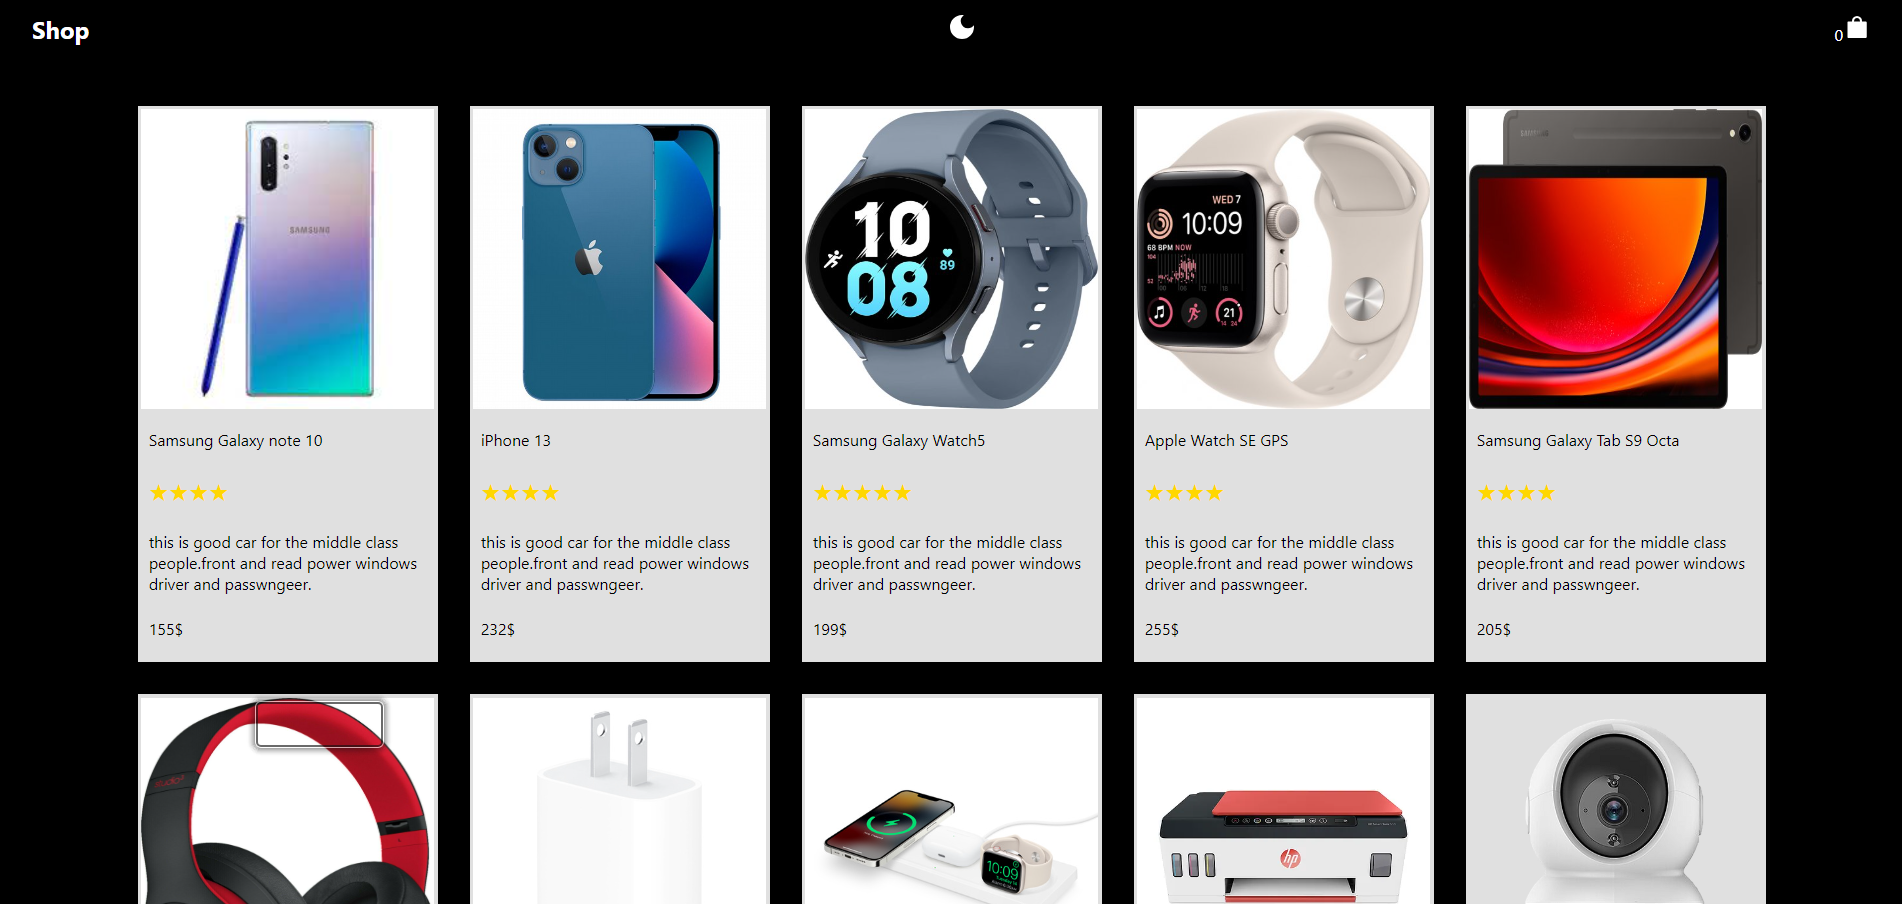 Shop
0
SAMSUNG
10
08
89
WED 7
10:09
68 BPM NOW
21
SAMSUNG
Samsung Galaxy note 10
iPhone 13
Samsung Galaxy Watch5
Apple Watch SE GPS
Samsung Galaxy Tab S9 Octa
★★★★
★★★★
★★★★★
★★★★
★★★★
this is good car for the middle class
people.front and read power windows
driver and passwngeer.
this is good car for the middle class
people.front and read power windows
driver and passwngeer.
this is good car for the middle class
people.front and read power windows
driver and passwngeer.
this is good car for the middle class
people.front and read power windows
driver and passwngeer.
this is good car for the middle class
people.front and read power windows
driver and passwngeer.
155$
232$
199$
255$
205$
10:09
hp